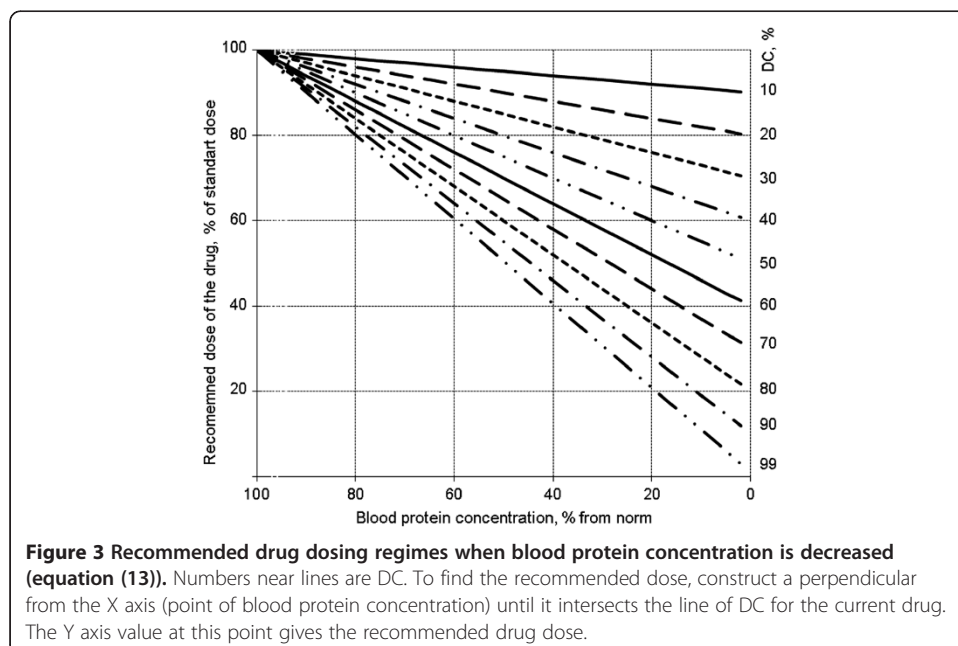 100
80
60
40
20
Recomemned dose of the drug, % of standart dose
DC, %
10
20
30
40
50
60
70
80
90
99
100 80 60 40 20 0
Blood protein concentration, % from norm
Figure 3 Recommended drug dosing regimes when blood protein concentration is decreased
(equation (13)). Numbers near lines are DC. To find the recommended dose, construct a perpendicular
from the X axis (point of blood protein concentration) until it intersects the line of DC for the current drug.
The Y axis value at this point gives the recommended drug dose.